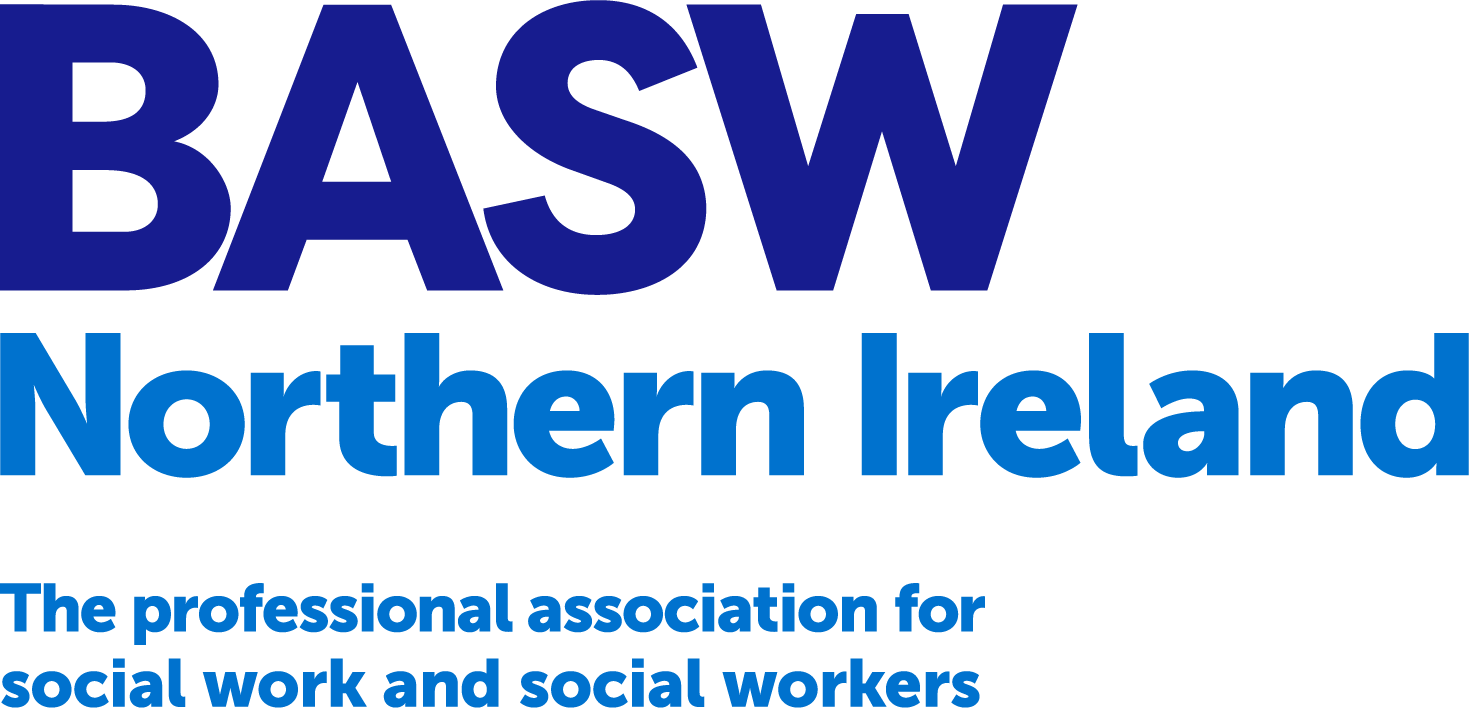 BASW
Northern Ireland
The professional association for
social work and social workers